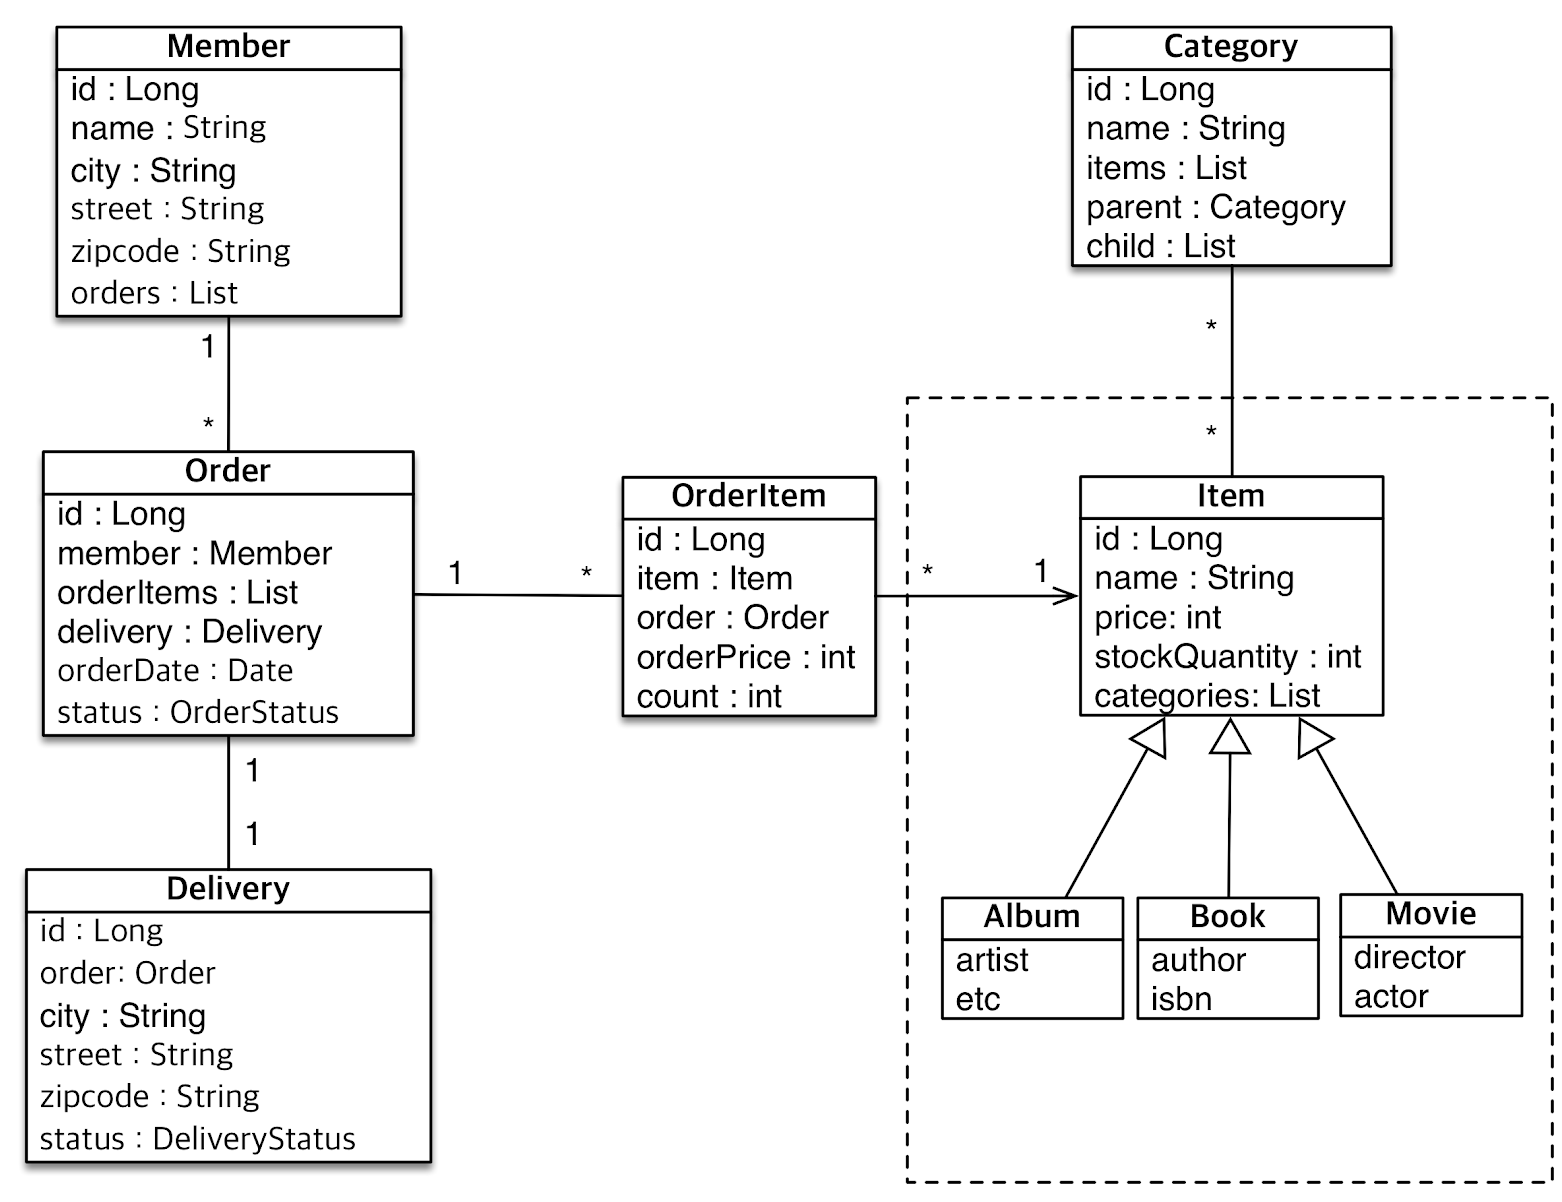 Member
id : Long
name : String
city : String
street : String
zipcode : String
orders : List
1
*
Category
id : Long
name : String
items : List
parent : Category
child : List
*
*
Order
id : Long
member : Member
orderItems : List
delivery : Delivery
orderDate : Date
status : OrderStatus
1
*
OrderItem
id : Long
item : Item
order : Order
orderPrice : int
count : int
*
1
Item
id : Long
name : String
price: int
stockQuantity : int
categories: List
1
1
Delivery
id : Long
order: Order
city : String
street : String
zipcode : String
status : DeliveryStatus
Album
artist
etc
Book
author
isbn
Movie
director
actor